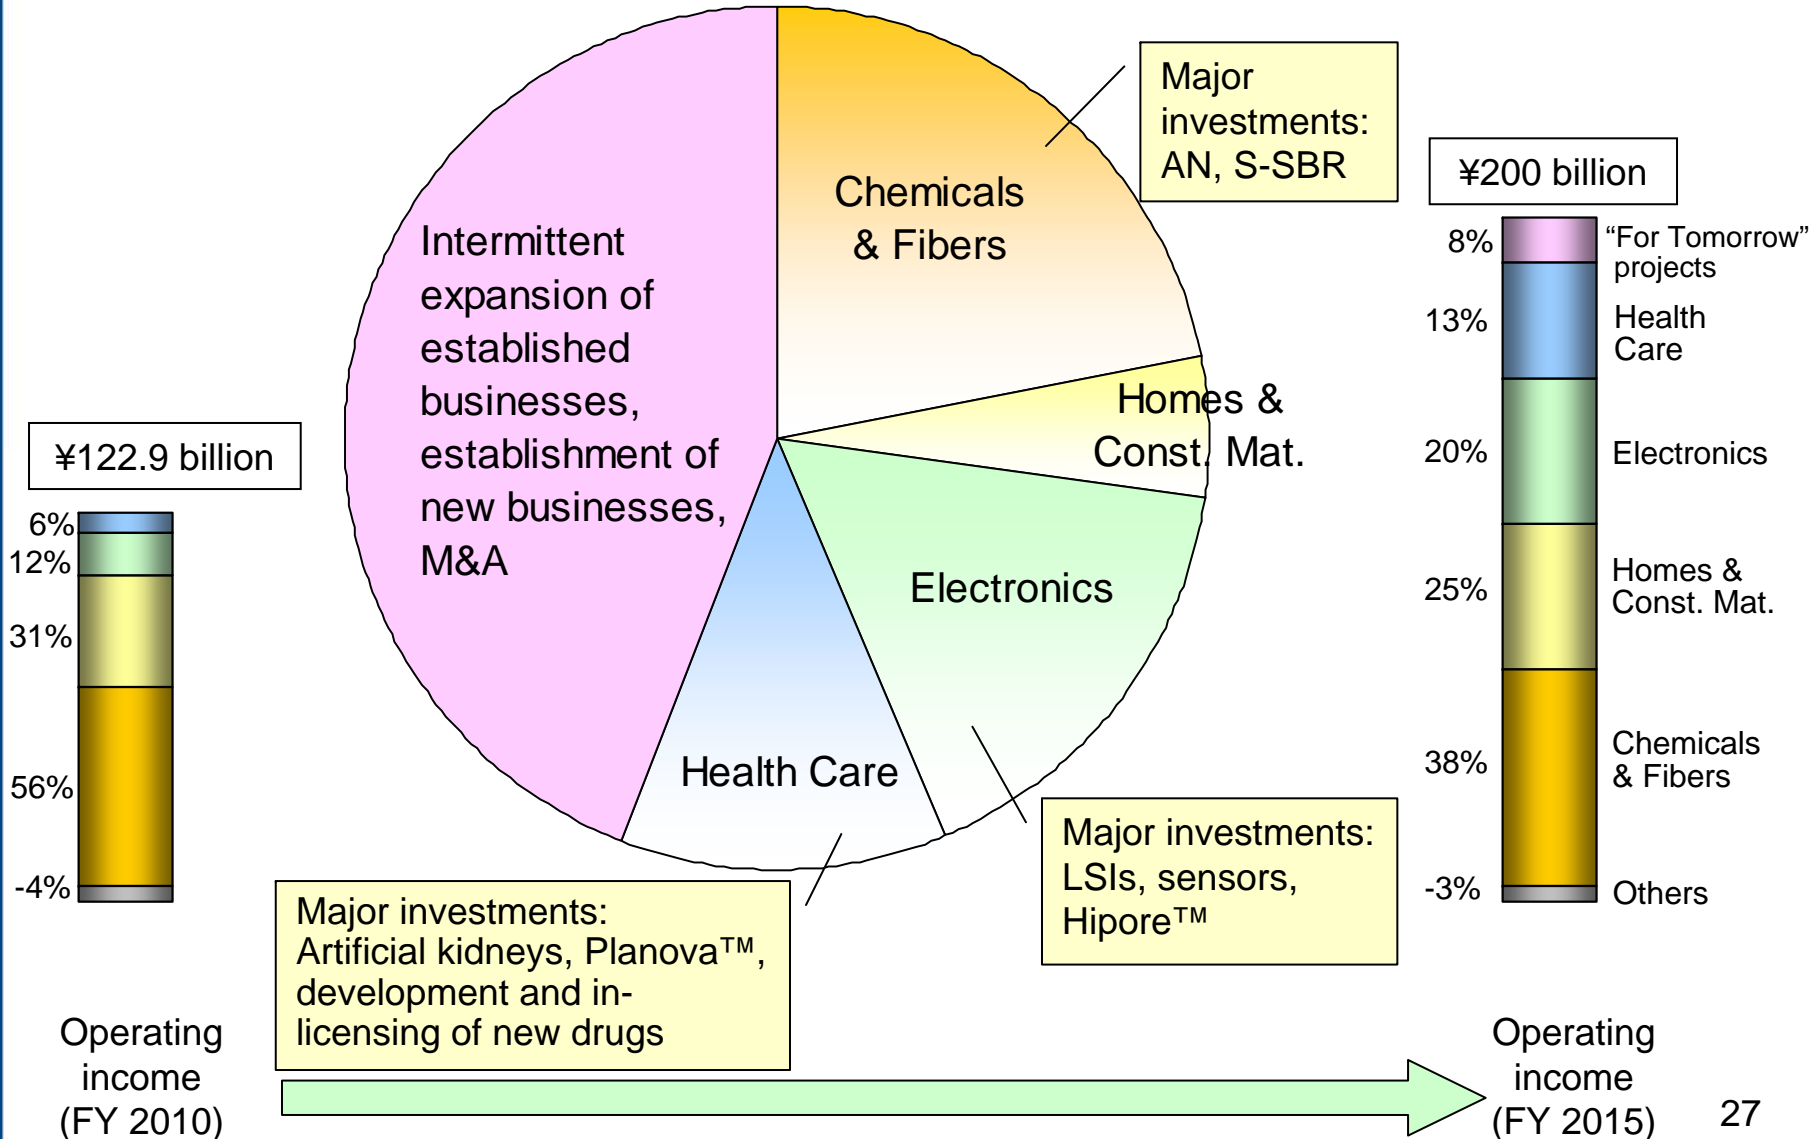 Major
investments:
AN, S-SBR
Chemicals
& Fibers
Intermittent
expansion of
established
businesses,
establishment of
new businesses,
M&A
Homes &
Const. Mat.
Electronics
Health Care
Major investments:
LSIs, sensors,
Hipore™
Major investments:
Artificial kidneys, Planova™,
development and in-
licensing of new drugs
¥122.9 billion
6%
12%
31%
56%
-4%
Operating
income
(FY 2010)
¥200 billion
8%
“For Tomorrow”
projects
13%
Health
Care
20%
Electronics
25%
Homes &
Const. Mat.
38%
Chemicals
& Fibers
-3%
Others
Operating
income
(FY 2015)
27